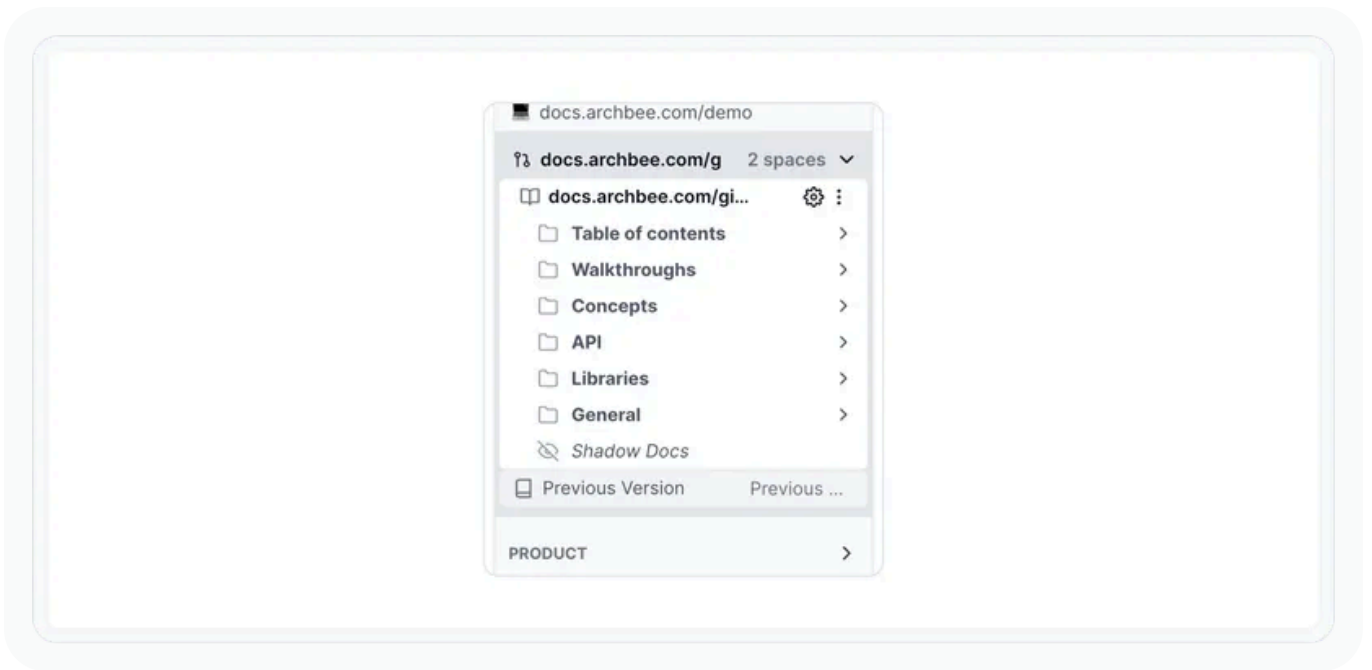 docs.archbee.com/demo
docs.archbee.com/g 2 spaces
docs.archbee.com/gi...
Table of contents
Walkthroughs
Concepts
API
Libraries
General
Shadow Docs
Previous Version Previous ...
PRODUCT